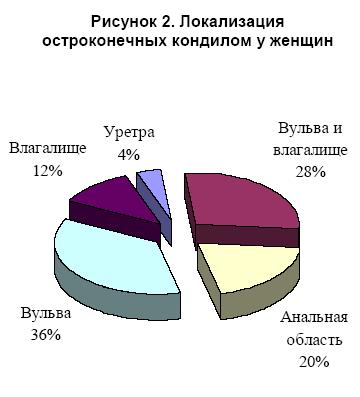 Рисунок 2. Локализация
остроконечных кондилом у женщин
Уретра
4%
Вульва и
влагалище
28%
Влагалище
12%
Вульва
36%
Анальная
область
20%